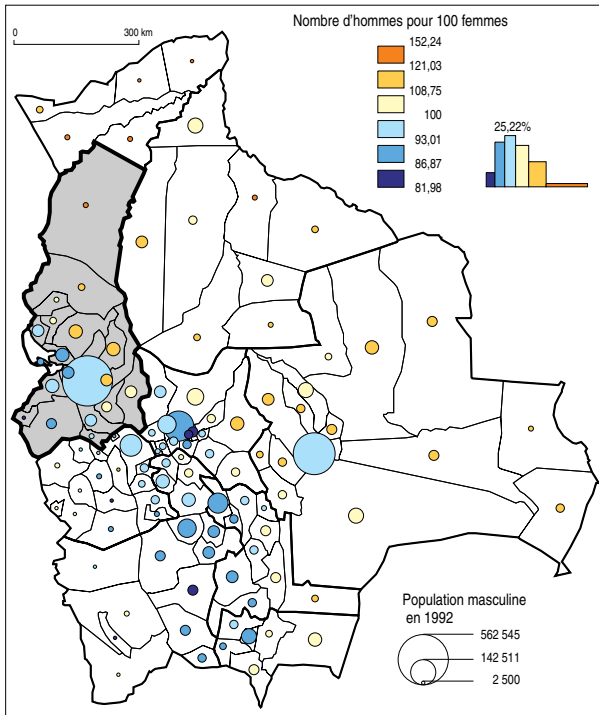 Nombre d'hommes pour 100 femmes
0 300 km
152,24
121,03
108,75
100
93,01
86,87
81,98
25,22%
Population masculine
en 1992
562 545
142 511
2 500